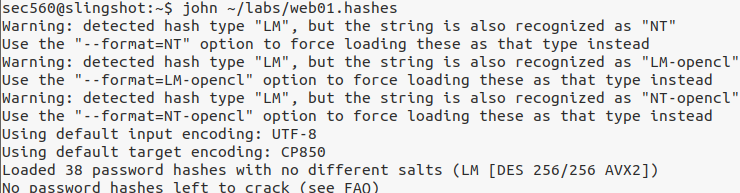 sec560@slingshot:~$ john ~/labs/web01.hashes
Warning: detected hash type "LM", but the string is also recognized as "NT"
Use the "--format=NT" option to force loading these as that type instead
Warning: detected hash type "LM", but the string is also recognized as "LM-opencl"
Use the "--format=LM-opencl" option to force loading these as that type instead
Warning: detected hash type "LM", but the string is also recognized as "NT-opencl"
Use the "--format=NT-opencl" option to force loading these as that type instead
Using default input encoding: UTF-8
Using default target encoding: CP850
Loaded 38 password hashes with no different salts (LM [DES 256/256 AVX2])
No password hashes left to crack (see FAQ)